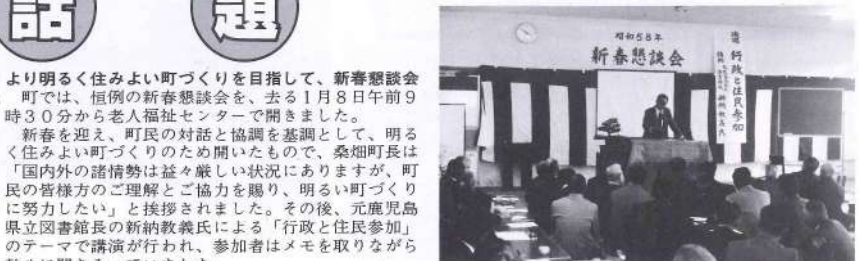 話題
より明るく住みよい町づくりを目指して、新春懇談会
町では、恒例の新春懇談会を、去る1月8日午前9
時30分から老人福祉センターで開きました。
新春を迎え、町民の対話と協調を基調として、明る
く住みよい町づくりのため開いたもので、桑畑町長は
「国内外の諸情勢は益々厳しい状況にありますが、町
民の皆様方のご理解とご協力を賜り、明るい町づくり
に努力したい」と挨拶されました。その後、元鹿児島
県立図書館長の新納教義氏による「行政と住民参加」
のテーマで講演が行われ、参加者はメモを取りながら
昭和58年
新春懇談会
行政と住民参加